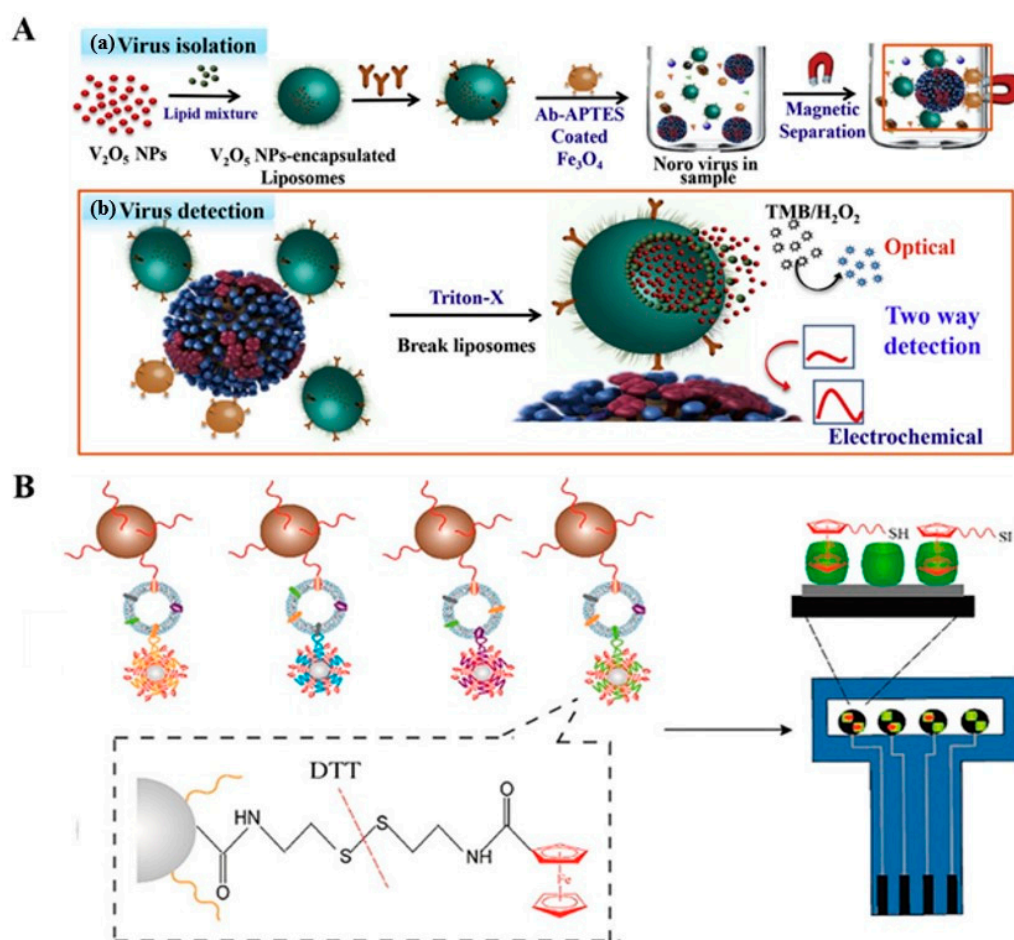 A
(a) Virus isolation
Lipid mixture
V₂O₅ NPs
V₂O₅ NPs-encapsulated
Liposomes
Ab-APTES
Coated
Fe₃O₄
Noro virus in
sample
Magnetic
Separation
(b) Virus detection
Triton-X
Break liposomes
TMB/H₂O₂
Optical
Two way
detection
Electrochemical
B
SH
SI
DTT
O
HN
S
S
NH
O
Fe